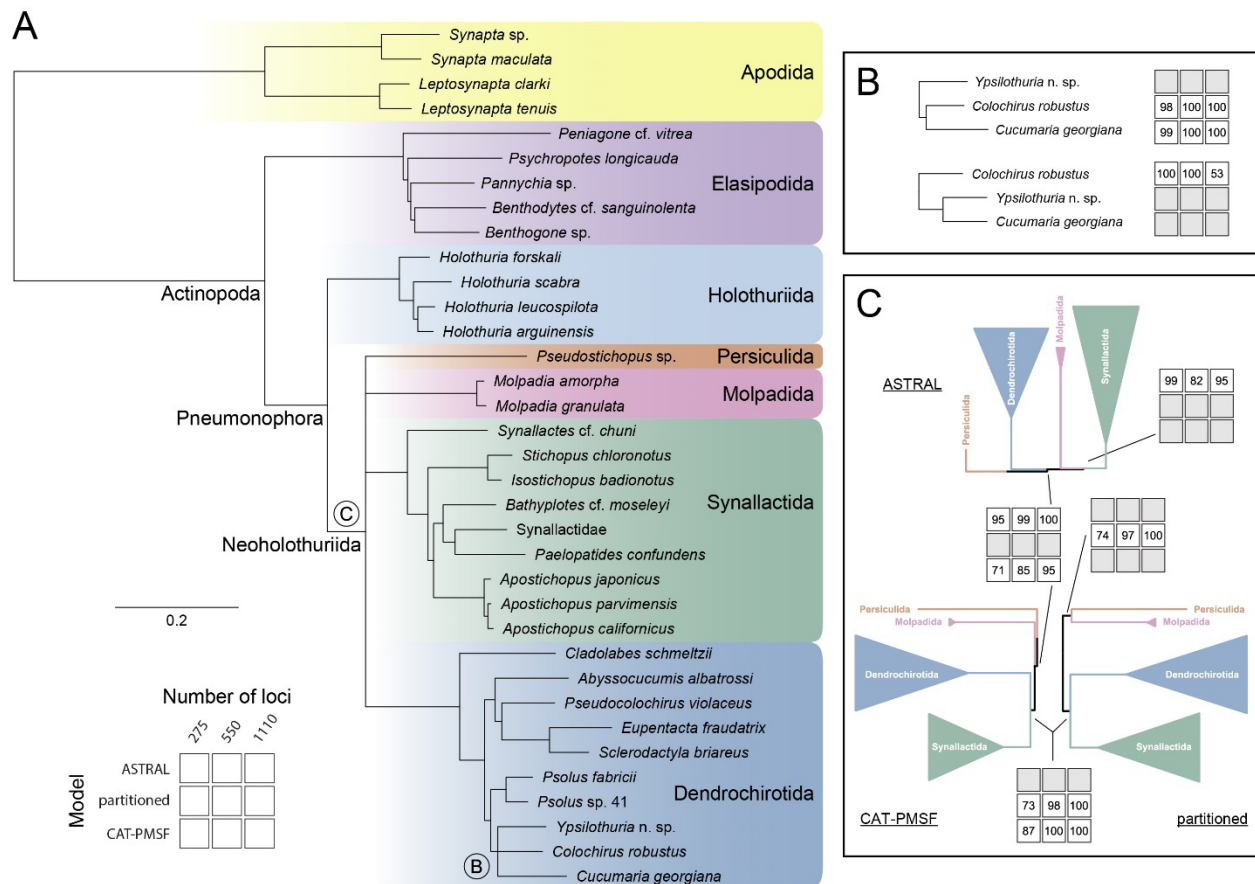 A
Synapta sp.
Synapta maculata
Leptosynapta clarki
Leptosynapta tenuis
Apodida
Peniagone cf. vitrea
Psychropotes longicauda
Pannychia sp.
Benthodytes cf. sanguinolenta
Benthogone sp.
Elasipodida
Actinopoda
Holothuria forskali
Holothuria scabra
Holothuria leucospilota
Holothuria arguinensis
Holothuriida
Pseudostichopus sp.
Persiculida
Molpadia amorpha
Molpadia granulata
Molpadida
Pneumonophora
Synallactes cf. chuni
Stichopus chloronotus
Isostichopus badionotus
Bathyplotes cf. moseleyi
Synallactidae
Paelopatides confundens
Apostichopus japonicus
Apostichopus parvimensis
Apostichopus californicus
Synallactida
C
Neoholothuriida
0.2
Cladolabes schmeltzii
Abyssocucumis albatrossi
Pseudocolochirus violaceus
Eupentacta fraudatrix
Sclerodactyla briareus
Psolus fabricii
Psolus sp. 41
Ypsilothuria n. sp.
Colochirus robustus
Cucumaria georgiana
Dendrochirotida
B
Number of loci
275 550 1110
Model
ASTRAL
partitioned
CAT-PMSF
B
Ypsilothuria n. sp.
Colochirus robustus 98 100 100
Cucumaria georgiana 99 100 100
Colochirus robustus 100 100 53
Ypsilothuria n. sp.
Cucumaria georgiana
C
ASTRAL
Persiculida
Dendrochirotida
Molpadida
Synallactida
99 82 95
95 99 100
71 85 95
74 97 100
Persiculida
Molpadida
Dendrochirotida
Synallactida
Persiculida
Molpadida
Dendrochirotida
Synallactida
73 98 100
87 100 100
CAT-PMSF
partitioned